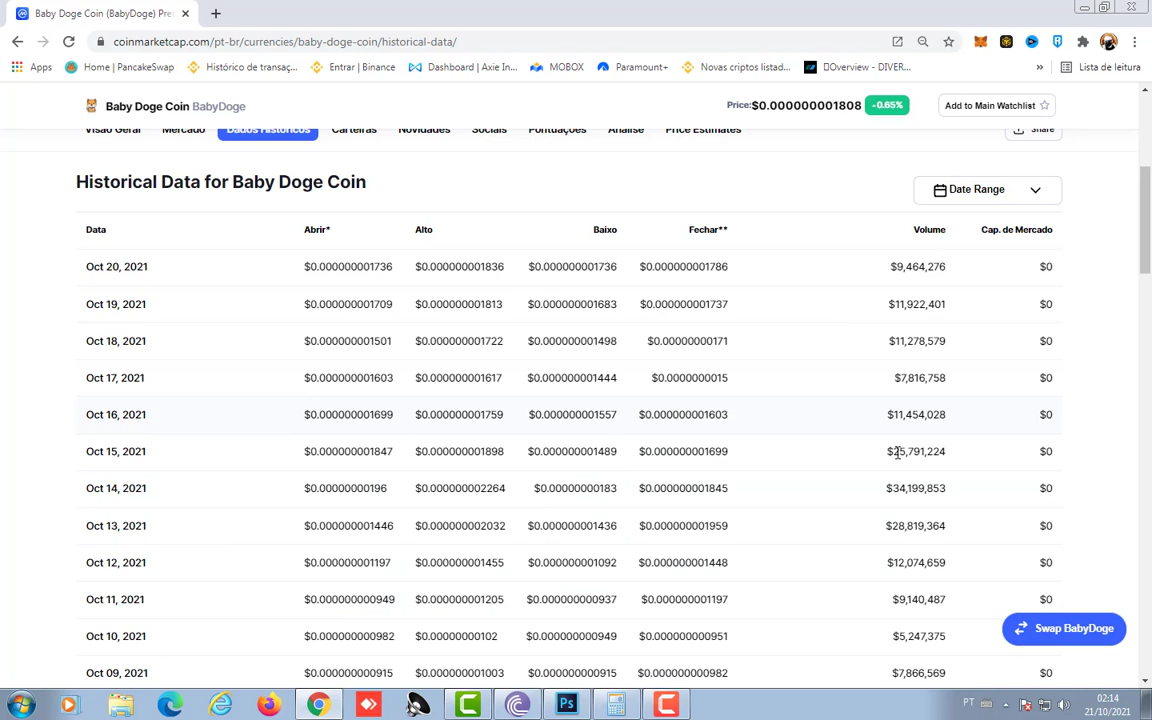 Baby Doge Coin (BabyDoge) Pre
coinmarketcap.com/pt-br/currencies/baby-doge-coin/historical-data/
Apps Home | PancakeSwap Histórico de transaç... Entrar | Binance Dashboard | Axie In... MOBOX Paramount+ Novas criptos listad... Overview - DIVER... » Lista de leitura
Baby Doge Coin BabyDoge Price: $0.000000001808 -0.65% Add to Main Watchlist
Visão Geral Mercado Dados Históricos Carteiras Novidades Socials Pontuações Análise Price Estimates Share
Historical Data for Baby Doge Coin
Date Range
Data Abrir* Alto Baixo Fechar** Volume Cap. de Mercado
Oct 20, 2021 $0.000000001736 $0.000000001836 $0.000000001736 $0.000000001786 $9,464,276 $0
Oct 19, 2021 $0.000000001709 $0.000000001813 $0.000000001683 $0.000000001737 $11,922,401 $0
Oct 18, 2021 $0.000000001501 $0.000000001722 $0.000000001498 $0.00000000171 $11,278,579 $0
Oct 17, 2021 $0.000000001603 $0.000000001617 $0.000000001444 $0.0000000015 $7,816,758 $0
Oct 16, 2021 $0.000000001699 $0.000000001759 $0.000000001557 $0.000000001603 $11,454,028 $0
Oct 15, 2021 $0.000000001847 $0.000000001898 $0.000000001489 $0.000000001699 $25,791,224 $0
Oct 14, 2021 $0.00000000196 $0.000000002264 $0.00000000183 $0.000000001845 $34,199,853 $0
Oct 13, 2021 $0.000000001446 $0.000000002032 $0.000000001436 $0.000000001959 $28,819,364 $0
Oct 12, 2021 $0.000000001197 $0.000000001455 $0.000000001092 $0.000000001448 $12,074,659 $0
Oct 11, 2021 $0.000000000949 $0.000000001205 $0.000000000937 $0.000000001197 $9,140,487 $0
Oct 10, 2021 $0.000000000982 $0.00000000102 $0.000000000949 $0.000000000951 $5,247,375 $0
Swap BabyDoge
Oct 09, 2021 $0.000000000915 $0.000000001003 $0.000000000915 $0.000000000982 $7,866,569 $0
Ps PT 02:14
21/10/2021